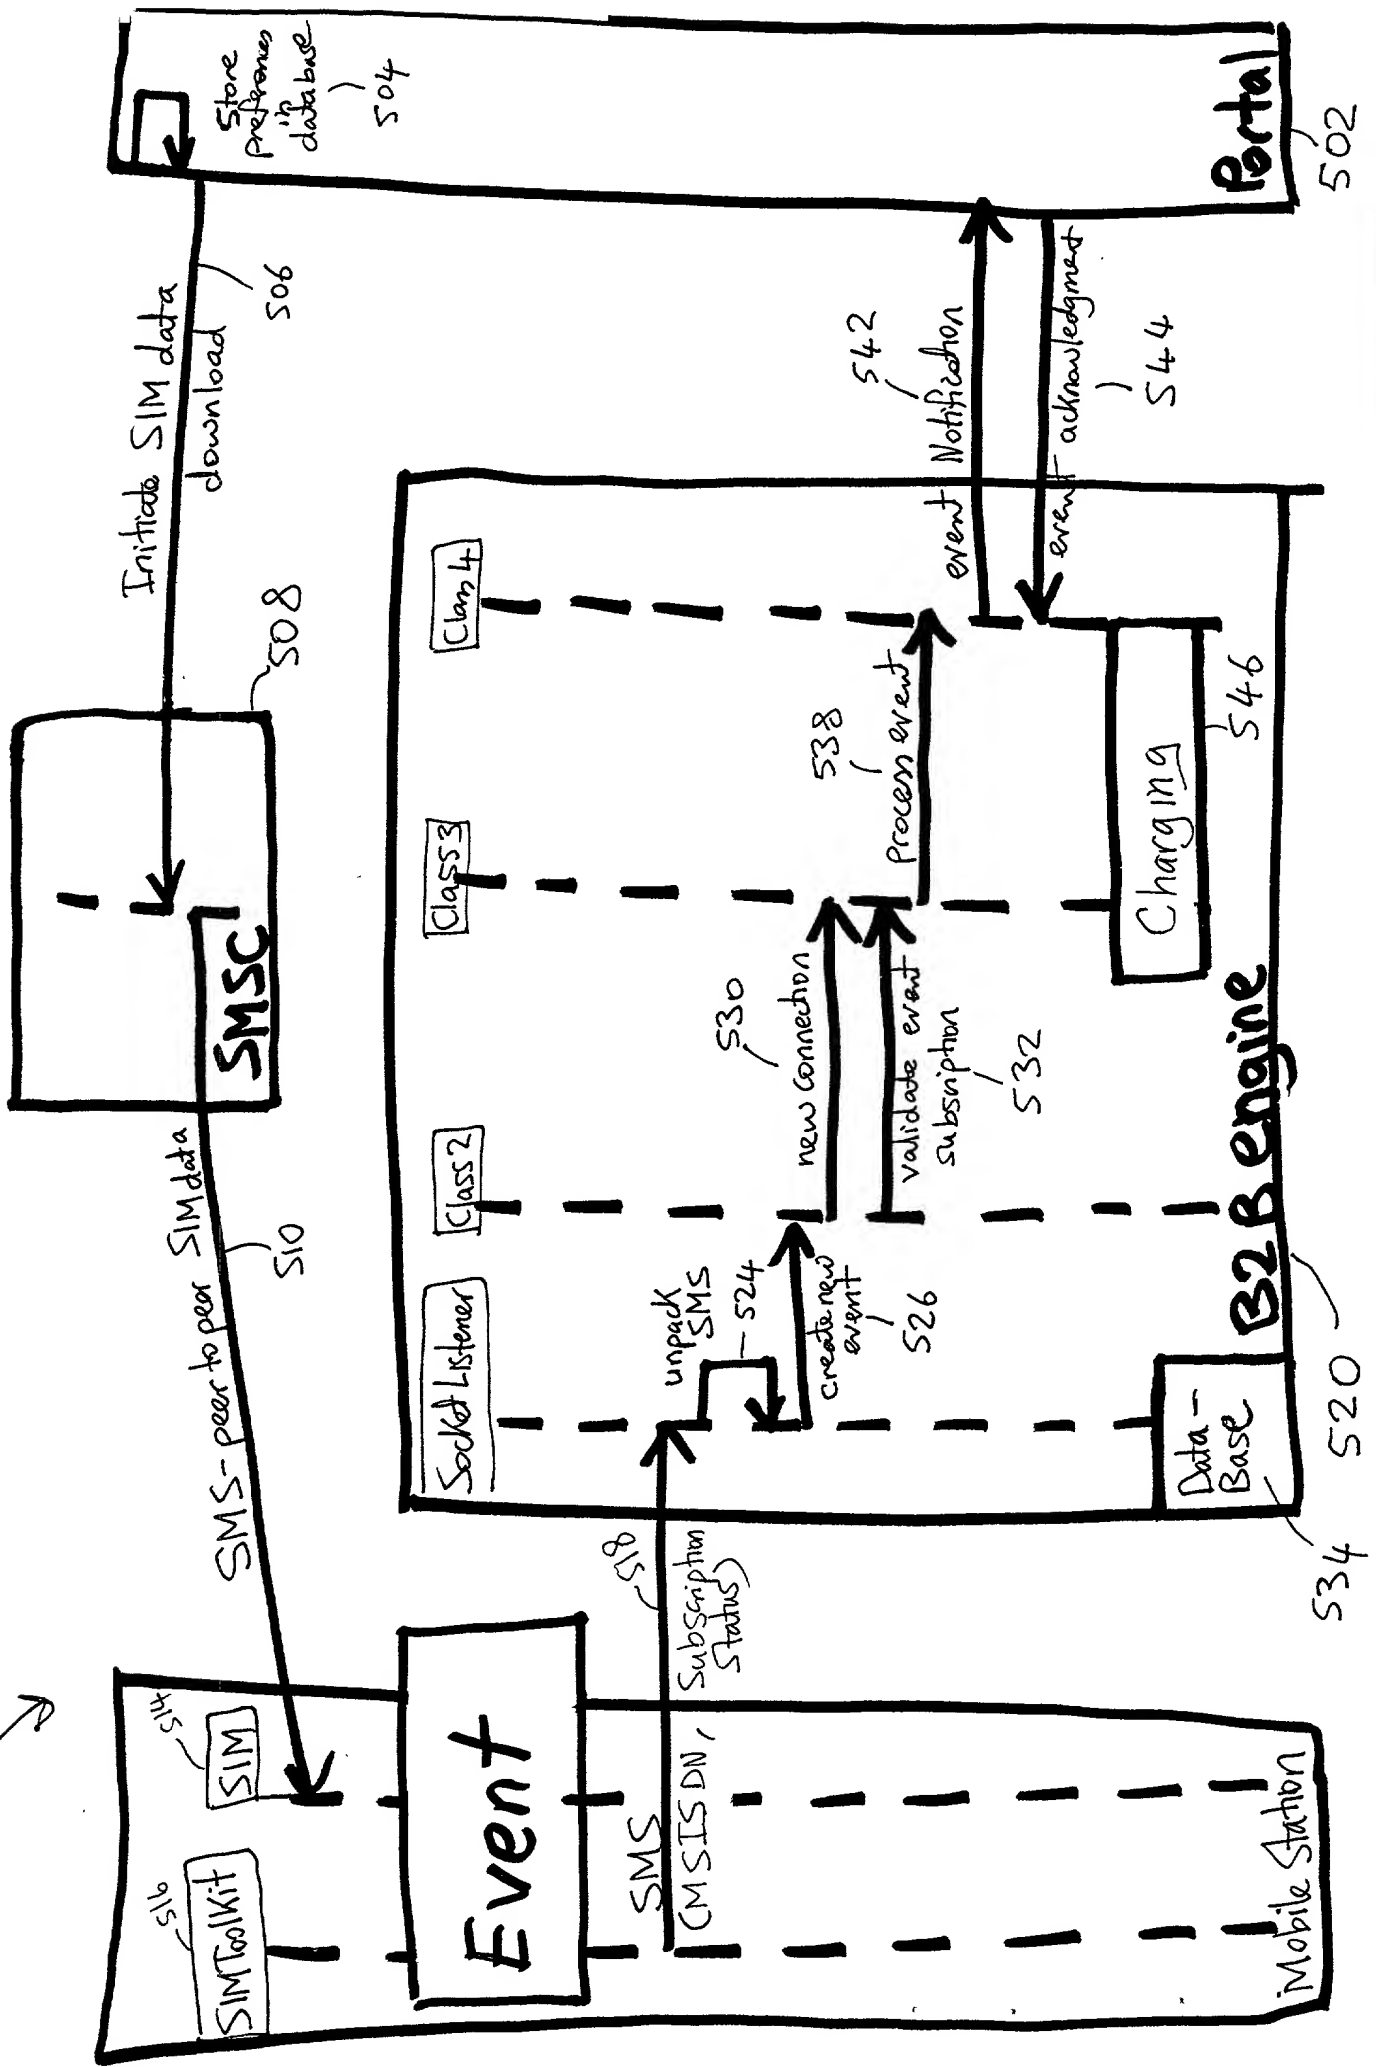 SIMToolKit
516
SIM
514
Event
SMS
(MSISDN,
Subscription
Status)
518
Mobile Station
SMS-peer to peer SIM data
510
SMSC
508
Initiate SIM data
download
506
Store
preferences
in
database
504
Portal
502
Socket Listener
Class 2
Class3
Class 4
unpack
SMS
524
create new
event
526
new connection
530
validate event
subscription
532
process event
538
event Notification
542
event acknowledgment
544
Charging
546
Data-
Base
534
B2B engine
520